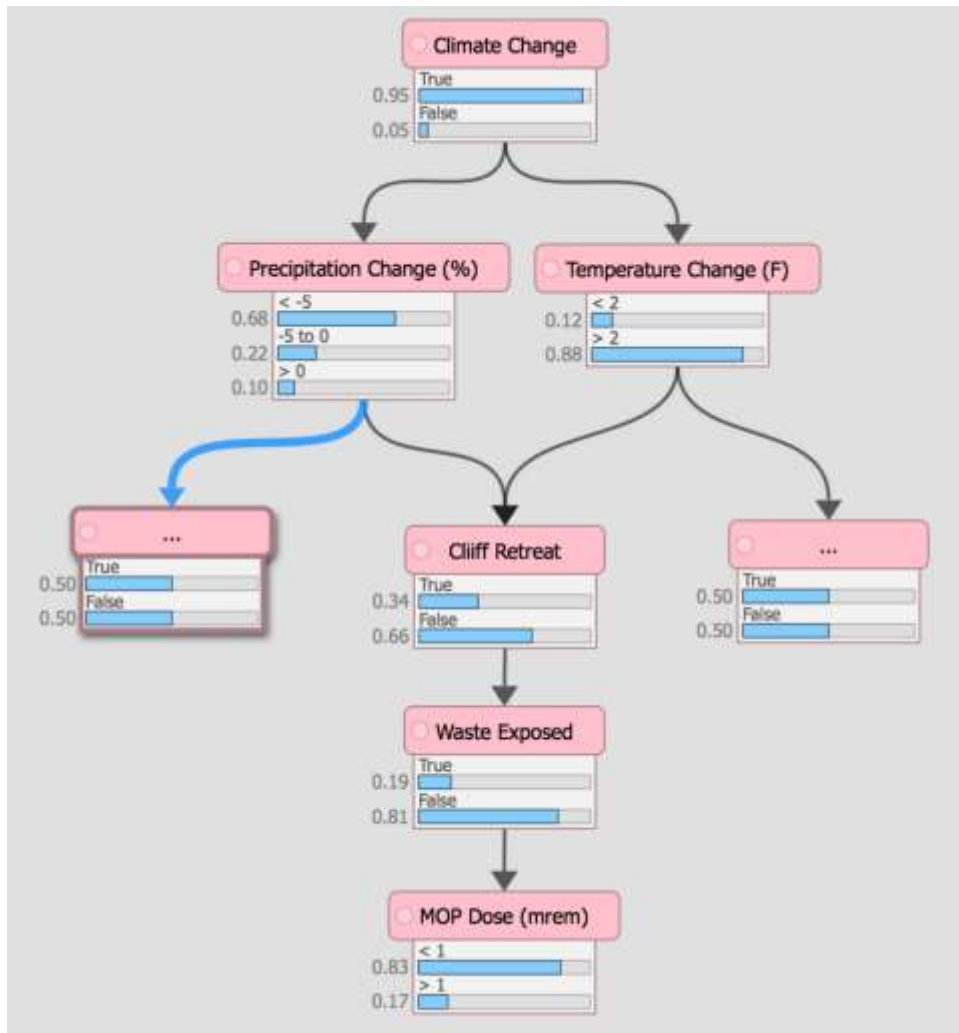 Climate Change
True
0.95
False
0.05
Precipitation Change (%)
< -5
0.68
-5 to 0
0.22
> 0
0.10
Temperature Change (F)
< 2
0.12
> 2
0.88
...
True
0.50
False
0.50
Cliiff Retreat
True
0.34
False
0.66
...
True
0.50
False
0.50
Waste Exposed
True
0.19
False
0.81
MOP Dose (mrem)
< 1
0.83
> 1
0.17